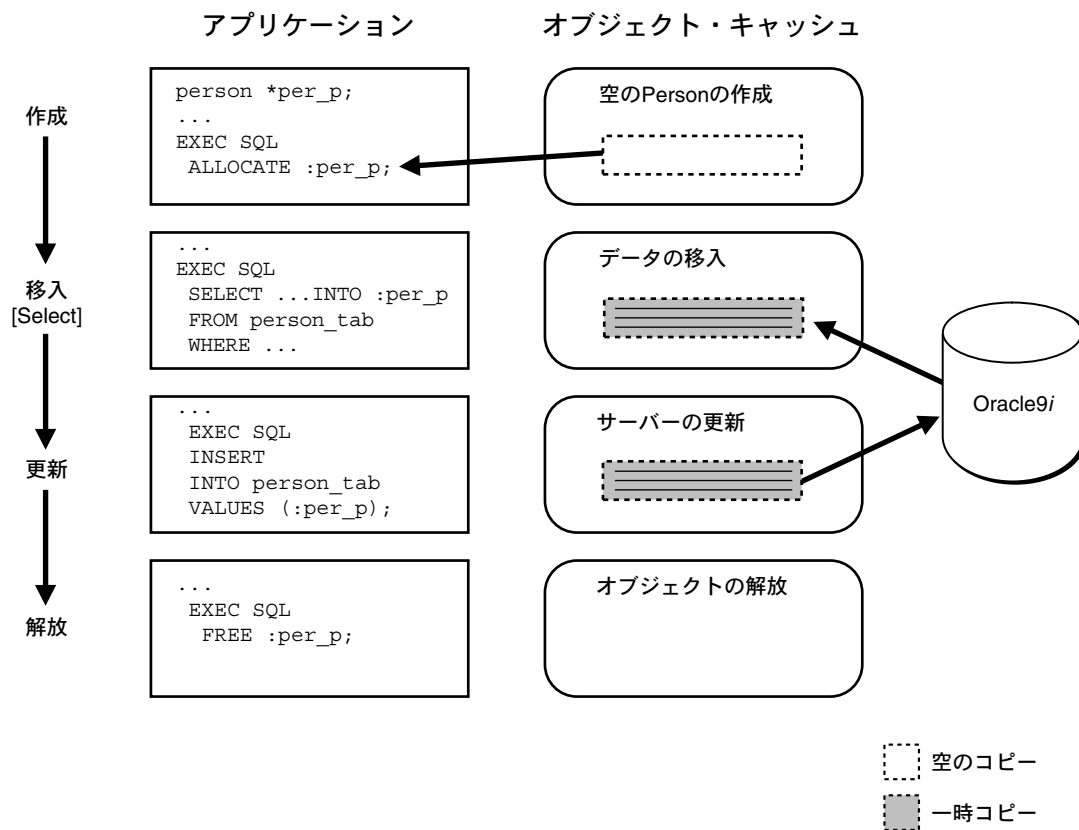 アプリケーション
オブジェクト・キャッシュ
作成
person *per_p;
...
EXEC SQL
ALLOCATE :per_p;
空のPersonの作成
移入
[Select]
...
EXEC SQL
SELECT ...INTO :per_p
FROM person_tab
WHERE ...
データの移入
Oracle9i
更新
...
EXEC SQL
INSERT
INTO person_tab
VALUES (:per_p);
サーバーの更新
解放
...
EXEC SQL
FREE :per_p;
オブジェクトの解放
空のコピー
一時コピー